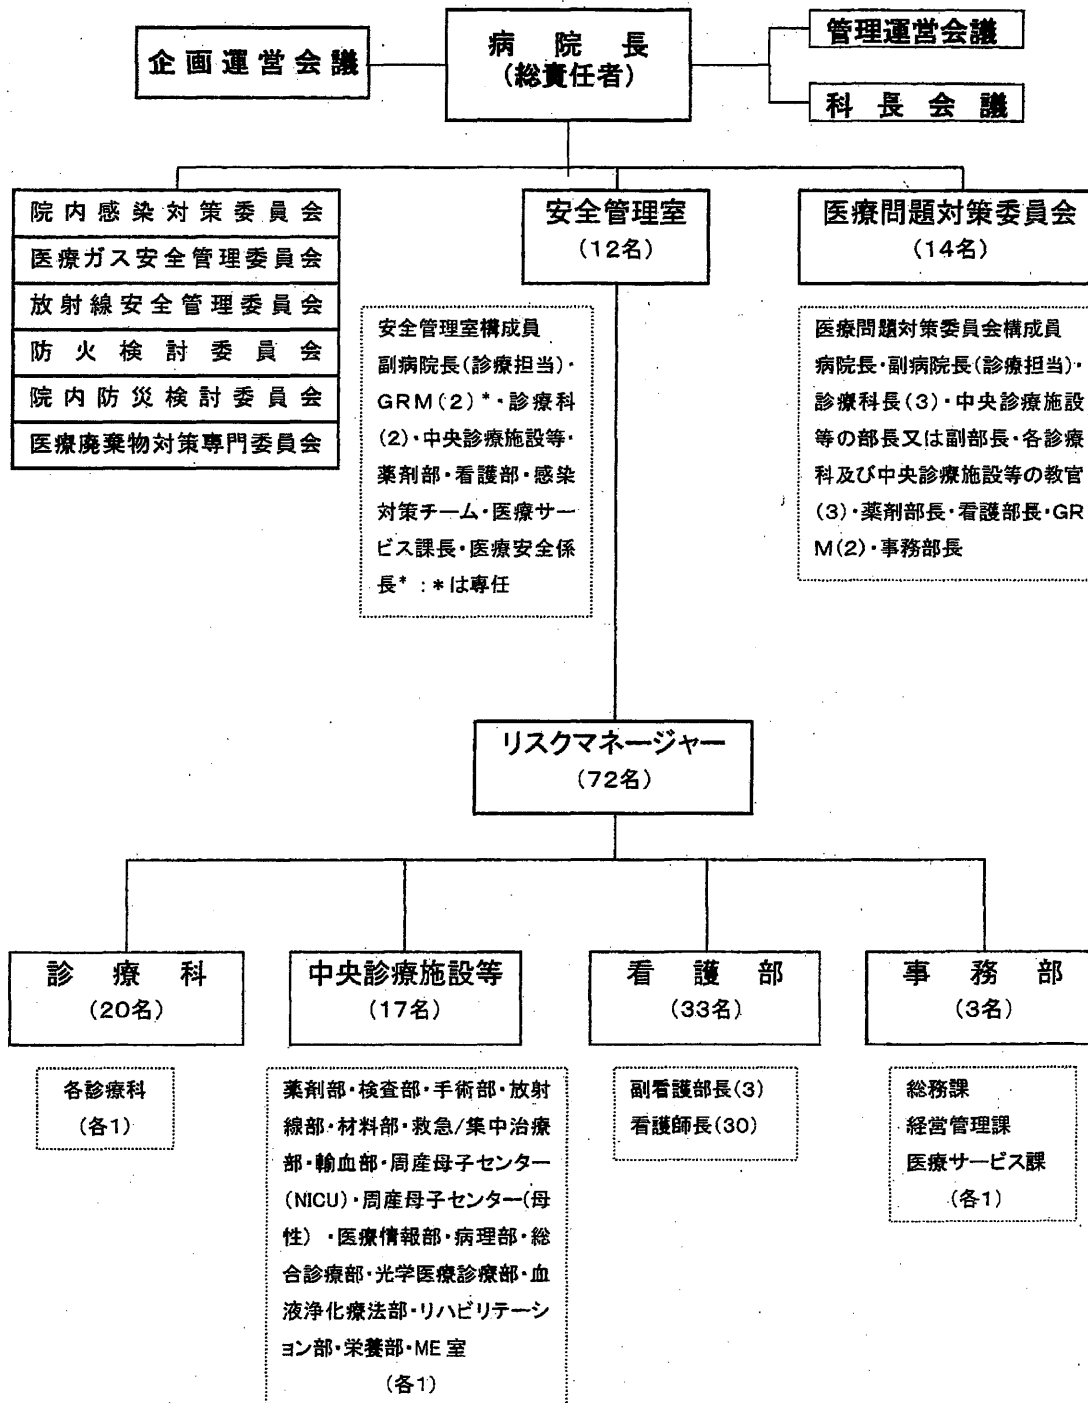 企画運営会議
病院長
(総責任者)
管理運営会議
科長会議
院内感染対策委員会
医療ガス安全管理委員会
放射線安全管理委員会
防火検討委員会
院内防災検討委員会
医療廃棄物対策専門委員会
安全管理室
(12名)
医療問題対策委員会
(14名)
安全管理室構成員
副病院長(診療担当)・
GRM(2)*・診療科
(2)・中央診療施設等・
薬剤部・看護部・感染
対策チーム・医療サー
ビス課長・医療安全係
長* :*は専任
医療問題対策委員会構成員
病院長・副病院長(診療担当)・
診療科長(3)・中央診療施設
等の部長又は副部長・各診療
科及び中央診療施設等の教官
(3)・薬剤部長・看護部長・GR
M(2)・事務部長
リスクマネージャー
(72名)
診療科
(20名)
中央診療施設等
(17名)
看護部
(33名)
事務部
(3名)
各診療科
(各1)
薬剤部・検査部・手術部・放射
線部・材料部・救急/集中治療
部・輸血部・周産母子センター
(NICU)・周産母子センター(母
性)・医療情報部・病理部・総
合診療部・光学医療診療部・血
液浄化療法部・リハビリテーシ
ョン部・栄養部・ME室
(各1)
副看護部長(3)
看護師長(30)
総務課
経営管理課
医療サービス課
(各1)